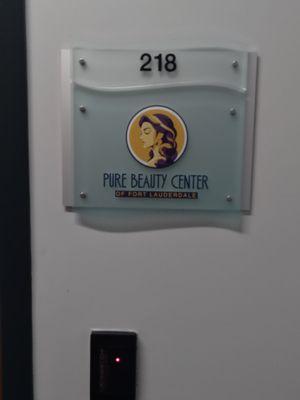 218
PURE BEAUTY CENTER
OF FORT LAUDERDALE